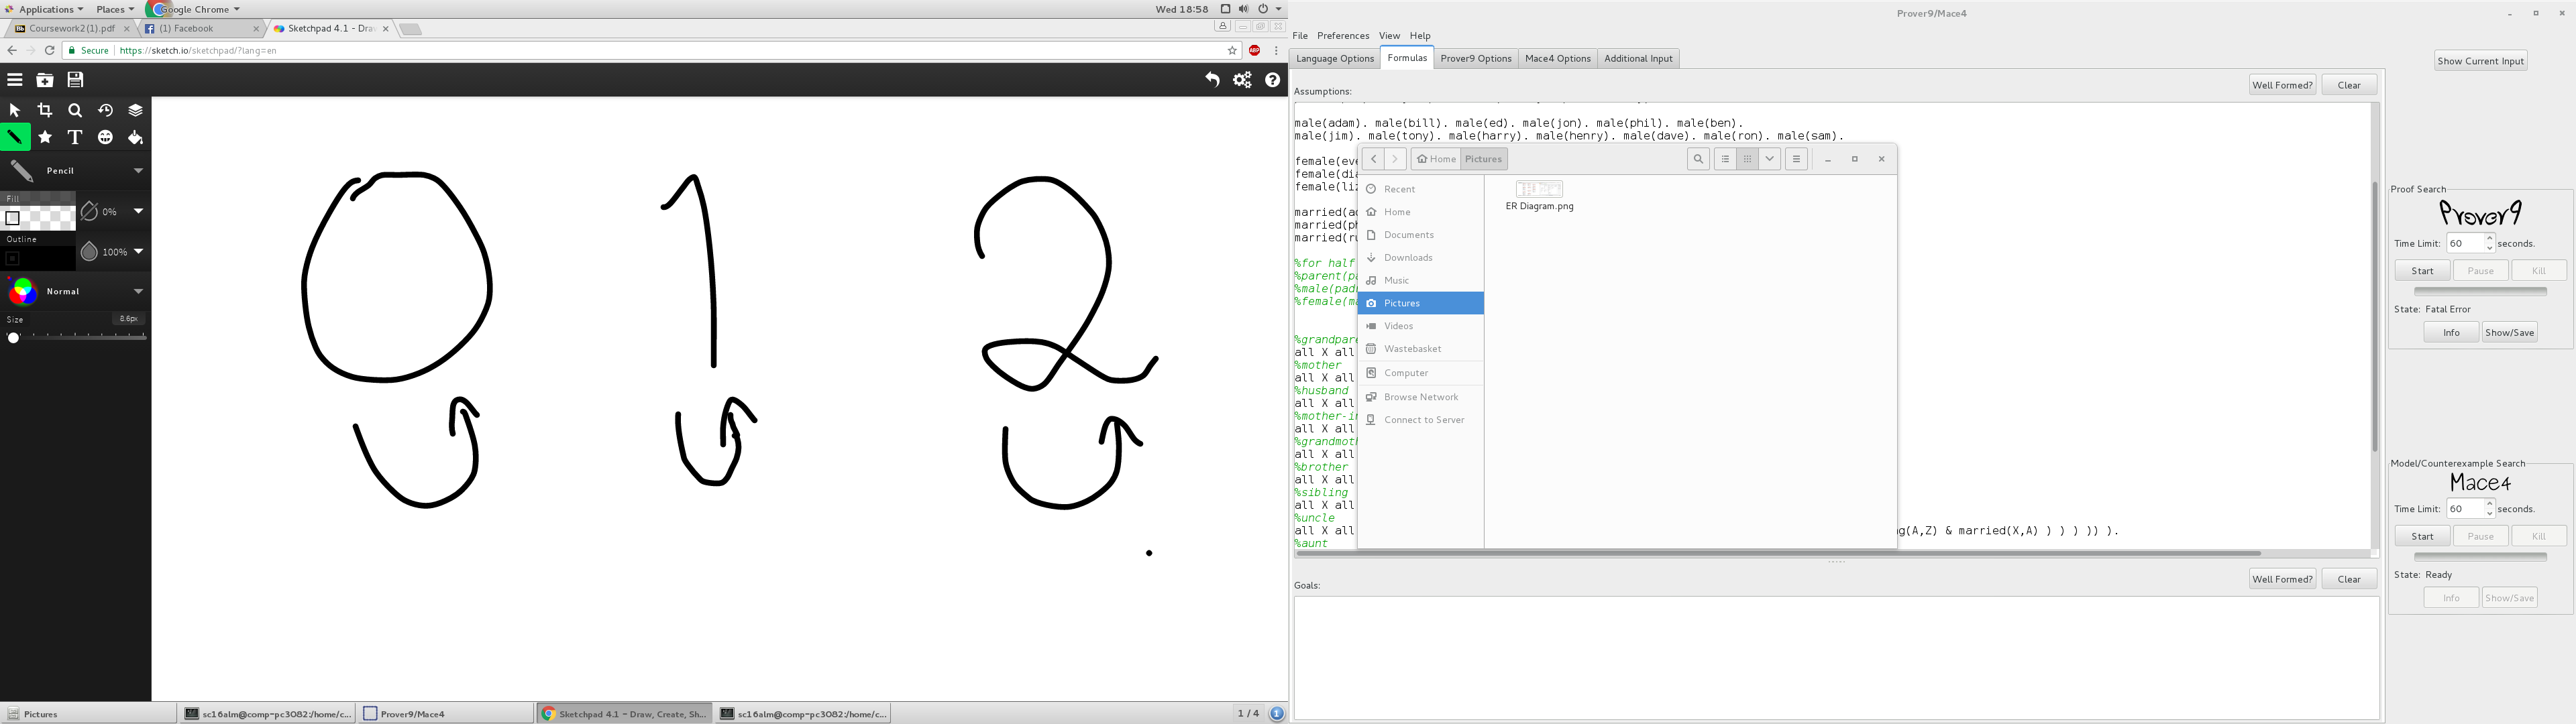 Applications Places Google Chrome Wed 18:58
Coursework2(1).pdf (1) Facebook Sketchpad 4.1 - Draw
Secure https://sketch.io/sketchpad/?lang=en
ABP
Pencil
Fill
0%
Outline
100%
Normal
Size 8.6px
0 1 2
Pictures sc16alm@comp-pc3082:/home/c... Prover9/Mace4 Sketchpad 4.1 - Draw, Create, Sh... sc16alm@comp-pc3082:/home/c... 1 / 4 1
Prover9/Mace4
File Preferences View Help
Language Options Formulas Prover9 Options Mace4 Options Additional Input
Show Current Input
Assumptions: Well Formed? Clear
male(adam). male(bill). male(ed). male(jon). male(phil). male(ben).
male(jim). male(tony). male(harry). male(henry). male(dave). male(ron). male(sam).
female(eve
female(dia
female(liz
married(ad
married(ph
married(ru
%for half
%parent(pa
%male(padr
%female(ma
%grandpare
all X all
%mother
all X all
%husband
all X all
%mother-in
all X all
%grandmoth
all X all
%brother
all X all
%sibling
all X all
%uncle
all X all g(A,Z) & married(X,A) ) ) ) ) )) ).
%aunt
Home Pictures
Recent
Home
Documents
Downloads
Music
Pictures
Videos
Wastebasket
Computer
Browse Network
Connect to Server
ER Diagram.png
Goals: Well Formed? Clear
Proof Search
Prover9
Time Limit: 60 seconds.
Start Pause Kill
State: Fatal Error
Info Show/Save
Model/Counterexample Search
Mace4
Time Limit: 60 seconds.
Start Pause Kill
State: Ready
Info Show/Save